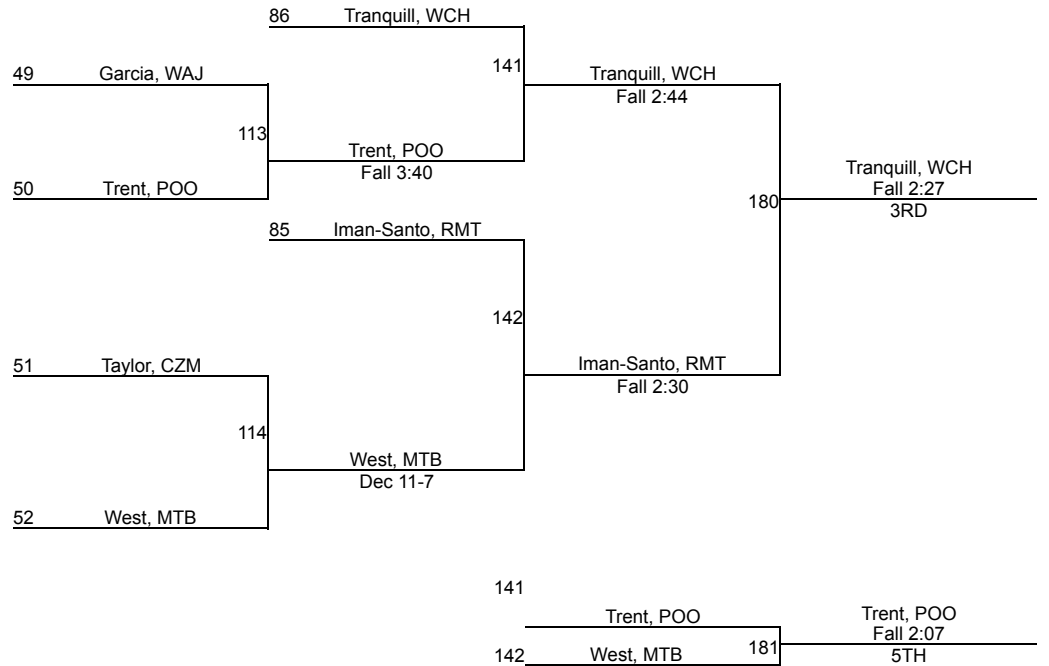 86 Tranquill, WCH
141
49 Garcia, WAJ
Tranquill, WCH
Fall 2:44
113
Trent, POO
Fall 3:40
50 Trent, POO
Tranquill, WCH
Fall 2:27
3RD
180
85 Iman-Santo, RMT
142
51 Taylor, CZM
Iman-Santo, RMT
Fall 2:30
114
West, MTB
Dec 11-7
52 West, MTB
141
Trent, POO
142 West, MTB
181
Trent, POO
Fall 2:07
5TH